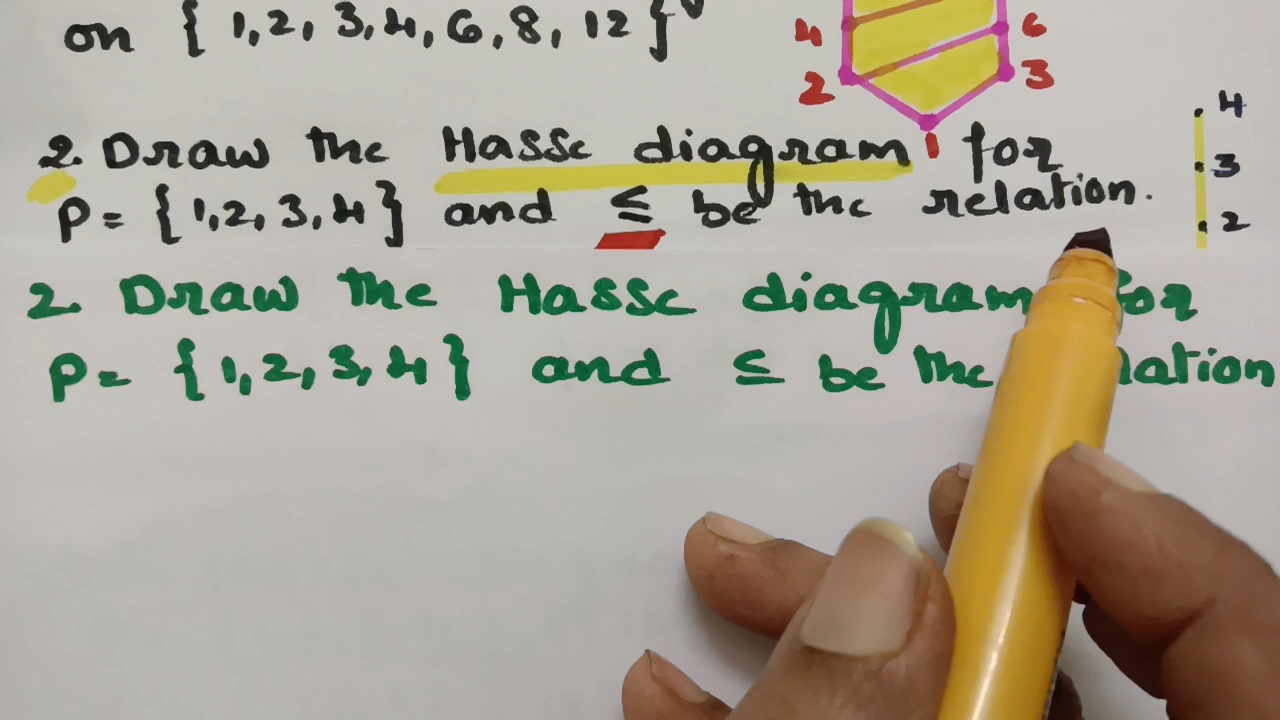 on { 1, 2, 3, 4, 6, 8, 12 }
4 6
2 3
1
2. Draw the Hasse diagram for
P = { 1, 2, 3, 4 } and ≤ be the relation.
4
3
2
2. Draw the Hasse diagram for
P = { 1, 2, 3, 4 } and ≤ be the